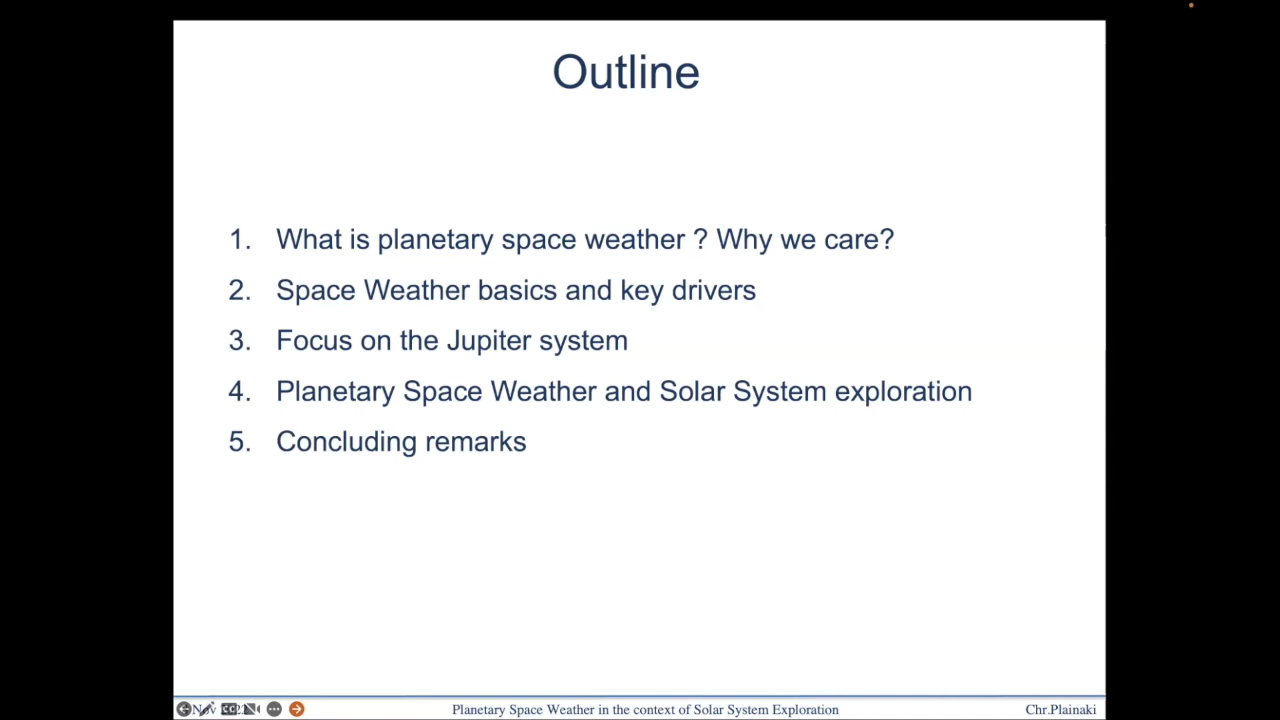 Outline
1. What is planetary space weather ? Why we care?
2. Space Weather basics and key drivers
3. Focus on the Jupiter system
4. Planetary Space Weather and Solar System exploration
5. Concluding remarks
Nov Planetary Space Weather in the context of Solar System Exploration Chr.Plainaki